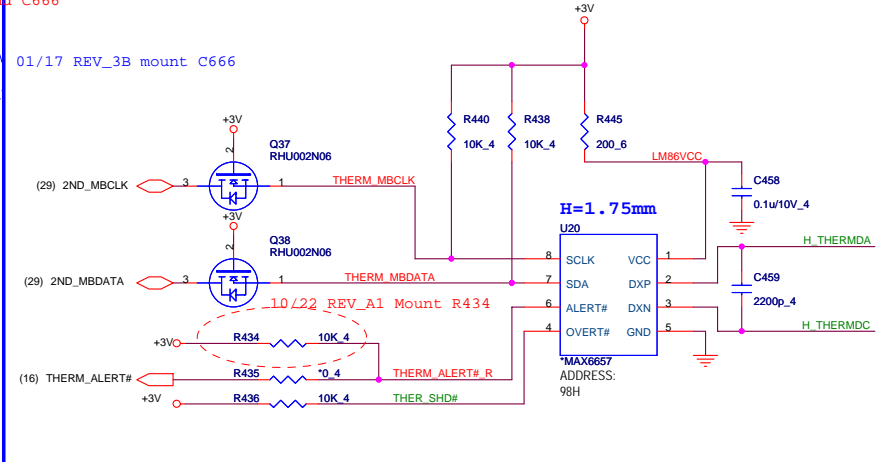 C666
01/17 REV_3B mount C666
+3V
R440
10K_4
R438
10K_4
R445
200_6
LM86VCC
C458
0.1u/10V_4
+3V
2
Q37
RHU002N06
(29) 2ND_MBCLK
3
1
THERM_MBCLK
+3V
2
Q38
RHU002N06
(29) 2ND_MBDATA
3
1
THERM_MBDATA
H=1.75mm
U20
8
SCLK
VCC
1
7
SDA
DXP
2
6
ALERT#
DXN
3
4
OVERT#
GND
5
*MAX6657
ADDRESS:
98H
H_THERMDA
C459
2200p_4
H_THERMDC
10/22 REV_A1 Mount R434
+3V
R434
10K_4
(16) THERM_ALERT#
R435
*0_4
THERM_ALERT#_R
+3V
R436
10K_4
THER_SHD#